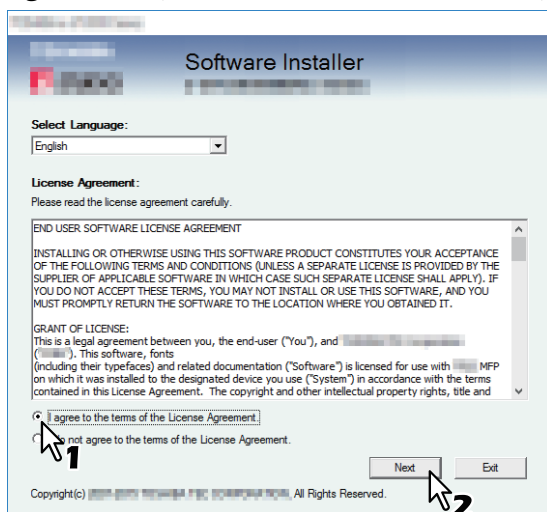 Software Installer
Select Language:
English
License Agreement:
Please read the license agreement carefully.
END USER SOFTWARE LICENSE AGREEMENT
INSTALLING OR OTHERWISE USING THIS SOFTWARE PRODUCT CONSTITUTES YOUR ACCEPTANCE
OF THE FOLLOWING TERMS AND CONDITIONS (UNLESS A SEPARATE LICENSE IS PROVIDED BY THE
SUPPLIER OF APPLICABLE SOFTWARE IN WHICH CASE SUCH SEPARATE LICENSE SHALL APPLY). IF
YOU DO NOT ACCEPT THESE TERMS, YOU MAY NOT INSTALL OR USE THIS SOFTWARE, AND YOU
MUST PROMPTLY RETURN THE SOFTWARE TO THE LOCATION WHERE YOU OBTAINED IT.
GRANT OF LICENSE:
This is a legal agreement between you, the end-user ("You"), and
("  "). This software, fonts
(including their typefaces) and related documentation ("Software") is licensed for use with MFP
on which it was installed to the designated device you use ("System") in accordance with the terms
contained in this License Agreement. The copyright and other intellectual property rights, title and
I agree to the terms of the License Agreement.
not agree to the terms of the License Agreement.
1
Next
Exit
2
Copyright(c) All Rights Reserved.